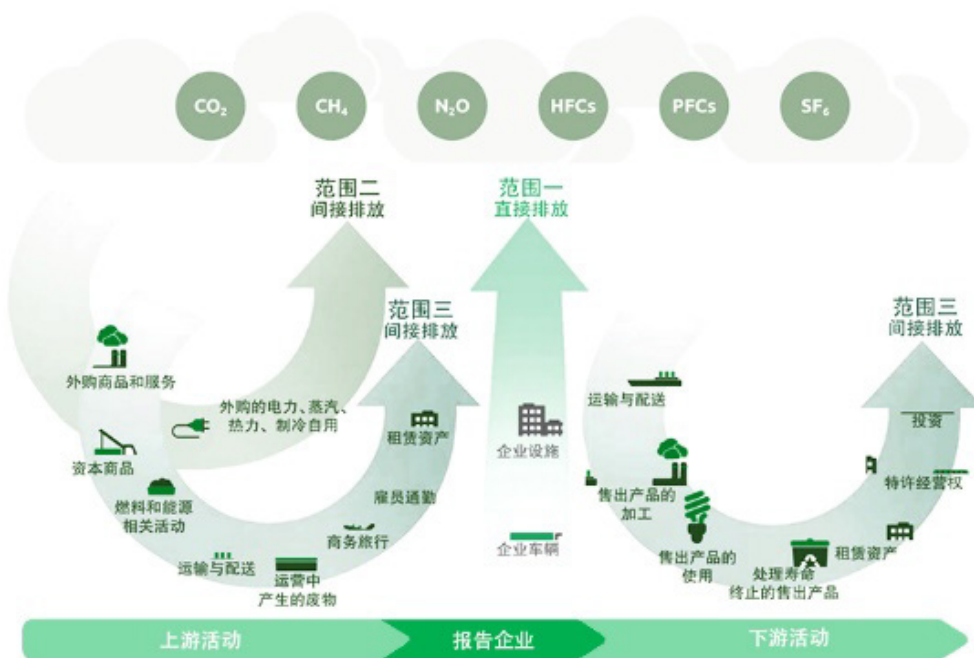 CO₂
CH₄
N₂O
HFCs
PFCs
SF₆
范围二
间接排放
范围一
直接排放
范围三
间接排放
范围三
间接排放
外购商品和服务
外购的电力、蒸汽、
热力、制冷自用
资本商品
燃料和能源
相关活动
运输与配送
运营中
产生的废物
商务旅行
雇员通勤
租赁资产
企业设施
企业车辆
运输与配送
售出产品的
加工
售出产品的
使用
处理寿命
终止的售出产品
租赁资产
特许经营权
投资
上游活动
报告企业
下游活动